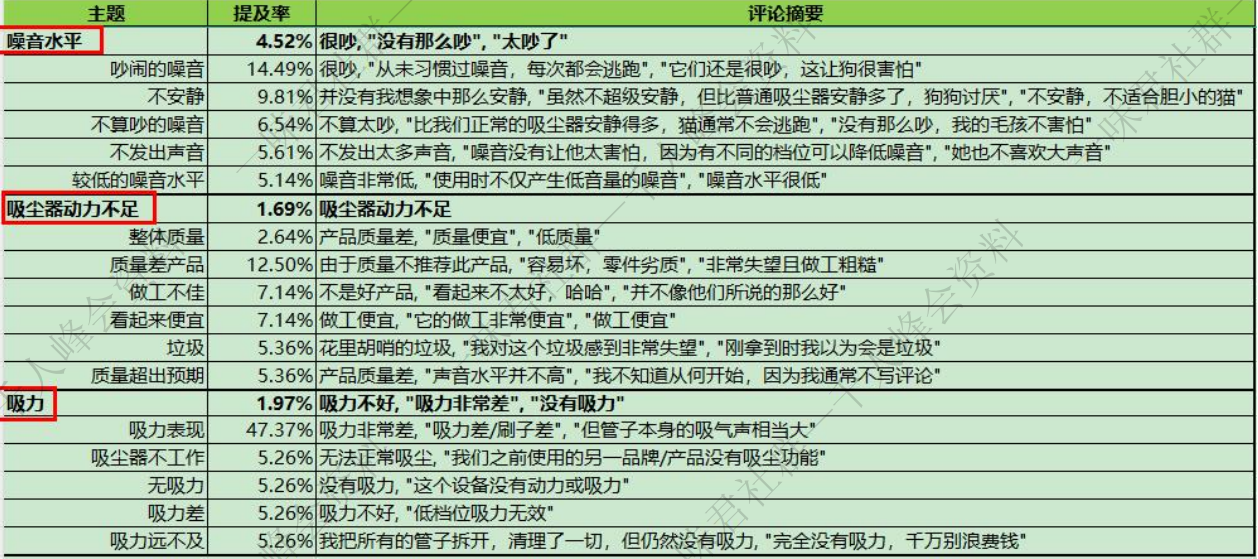 主题 提及率 评论摘要
噪音水平 4.52% 很吵, "没有那么吵", "太吵了"
吵闹的噪音 14.49% 很吵, "从未习惯过噪音，每次都会逃跑", "它们还是很吵，这让狗很害怕"
不安静 9.81% 并没有我想象中那么安静, "虽然不超级安静，但比普通吸尘器安静多了，狗狗讨厌", "不安静，不适合胆小的猫"
不算吵的噪音 6.54% 不算太吵, "比我们正常的吸尘器安静得多，猫通常不会逃跑", "没有那么吵，我的毛孩不害怕"
不发出声音 5.61% 不发出太多声音, "噪音没有让他太害怕，因为有不同的档位可以降低噪音", "她也不喜欢大声音"
较低的噪音水平 5.14% 噪音非常低, "使用时不仅产生低音量的噪音", "噪音水平很低"
吸尘器动力不足 1.69% 吸尘器动力不足
整体质量 2.64% 产品质量差, "质量便宜", "低质量"
质量差产品 12.50% 由于质量不推荐此产品, "容易坏，零件劣质", "非常失望且做工粗糙"
做工不佳 7.14% 不是好产品, "看起来不太好，哈哈", "并不像他们所说的那么好"
看起来便宜 7.14% 做工便宜, "它的做工非常便宜", "做工便宜"
垃圾 5.36% 花里胡哨的垃圾, "我对这个垃圾感到非常失望", "刚拿到时我以为会是垃圾"
质量超出预期 5.36% 产品质量差, "声音水平并不高", "我不知道从何开始，因为我通常不写评论"
吸力 1.97% 吸力不好, "吸力非常差", "没有吸力"
吸力表现 47.37% 吸力非常差, "吸力差/刷子差", "但管子本身的吸气声相当大"
吸尘器不工作 5.26% 无法正常吸尘, "我们之前使用的另一品牌/产品没有吸尘功能"
无吸力 5.26% 没有吸力, "这个设备没有动力或吸力"
吸力差 5.26% 吸力不好, "低档位吸力无效"
吸力远不及 5.26% 我把所有的管子拆开，清理了一切，但仍然没有吸力, "完全没有吸力，千万别浪费钱"